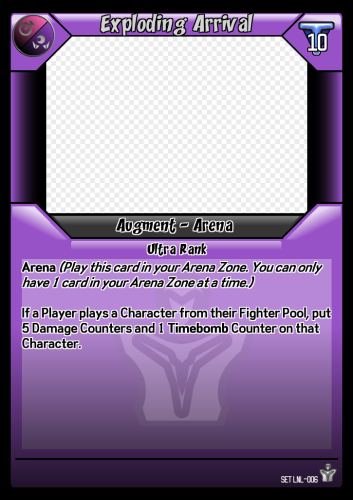 Exploding Arrival
10
Augment - Arena
Ultra Rank
Arena (Play this card in your Arena Zone. You can only
have 1 card in your Arena Zone at a time.)
If a Player plays a Character from their Fighter Pool, put
5 Damage Counters and 1 Timebomb Counter on that
Character.
SET LNL-006